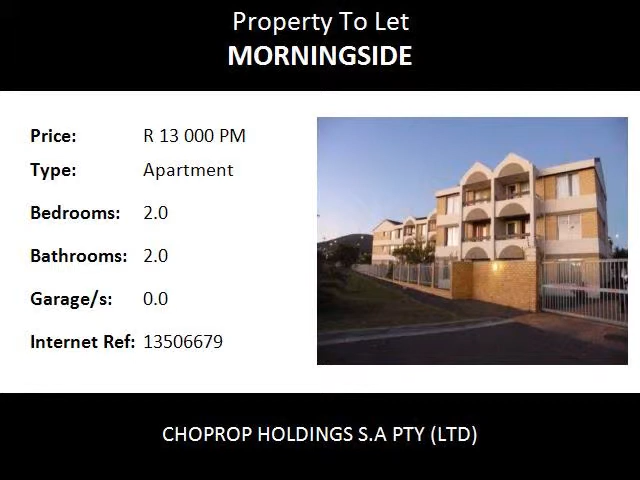 Property To Let
MORNINGSIDE
Price: R 13 000 PM
Type: Apartment
Bedrooms: 2.0
Bathrooms: 2.0
Garage/s: 0.0
Internet Ref: 13506679
CHOPROP HOLDINGS S.A PTY (LTD)